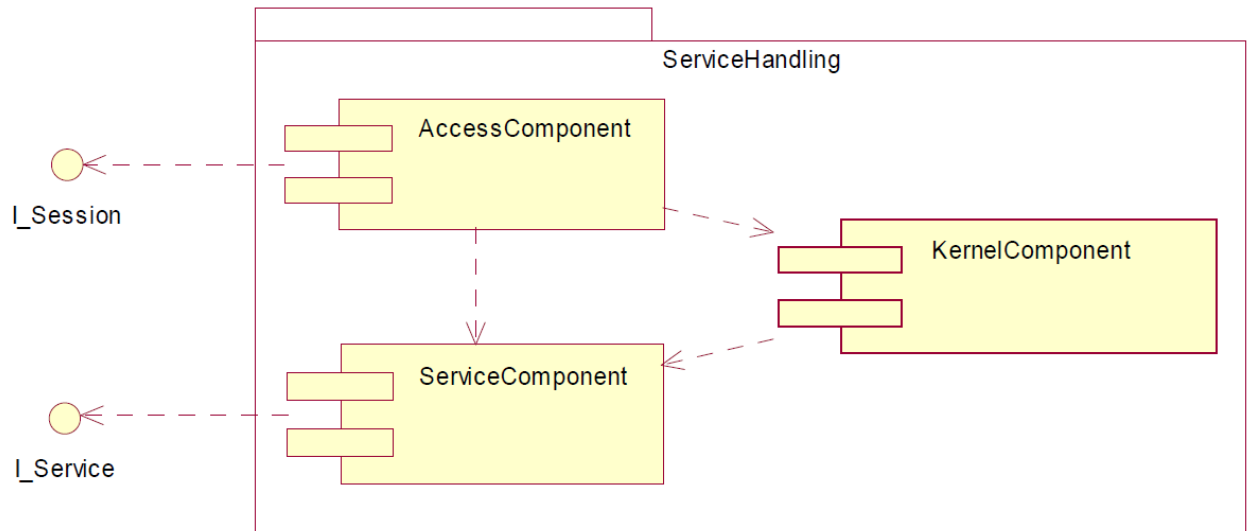 ServiceHandling
AccessComponent
I_Session
KernelComponent
ServiceComponent
I_Service